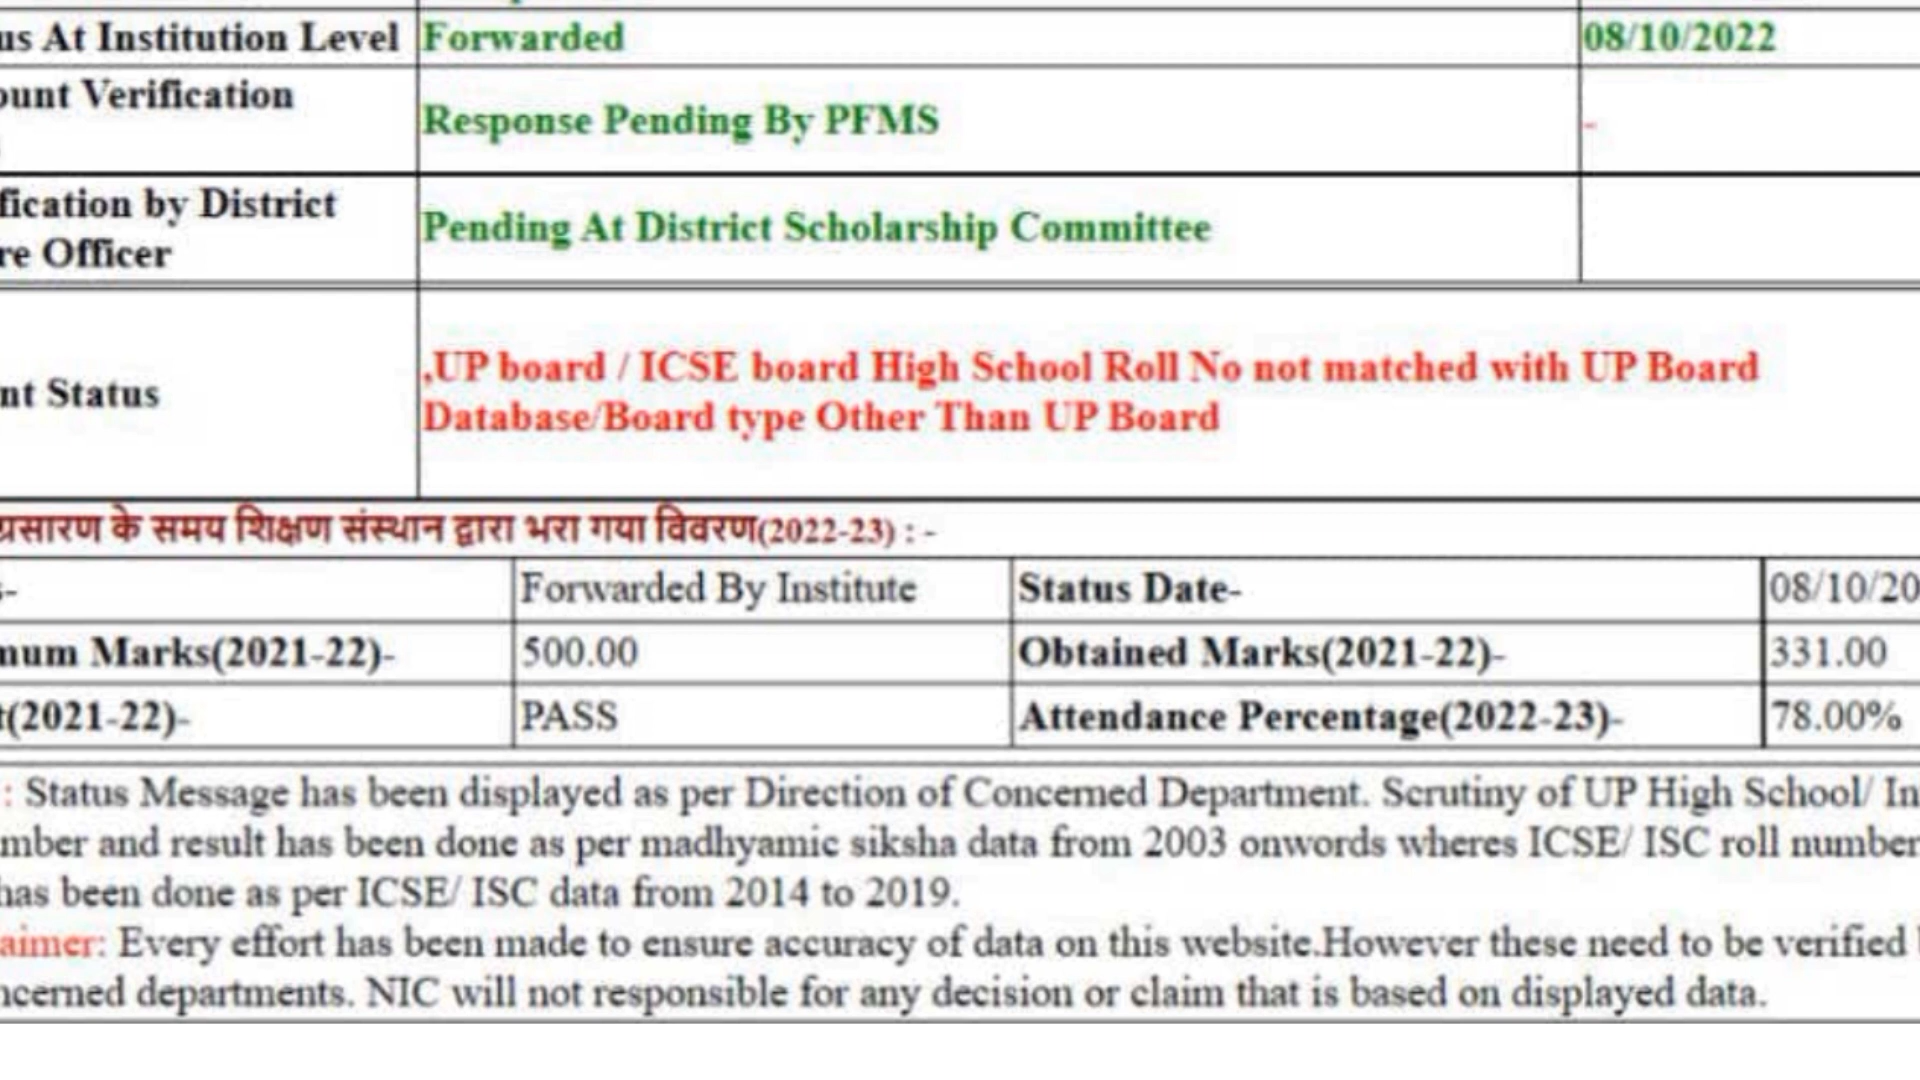 us At Institution Level Forwarded 08/10/2022
ount Verification
Response Pending By PFMS -
fication by District
Pending At District Scholarship Committee
re Officer
,UP board / ICSE board High School Roll No not matched with UP Board
nt Status
Database/Board type Other Than UP Board
प्रसारण के समय शिक्षण संस्थान द्वारा भरा गया विवरण(2022-23) : -
s- Forwarded By Institute Status Date- 08/10/20
mum Marks(2021-22)- 500.00 Obtained Marks(2021-22)- 331.00
t(2021-22)- PASS Attendance Percentage(2022-23)- 78.00%
: Status Message has been displayed as per Direction of Concerned Department. Scrutiny of UP High School/ In
mber and result has been done as per madhyamic siksha data from 2003 onwords wheres ICSE/ ISC roll number
has been done as per ICSE/ ISC data from 2014 to 2019.
aimer: Every effort has been made to ensure accuracy of data on this website.However these need to be verified
ncerned departments. NIC will not responsible for any decision or claim that is based on displayed data.